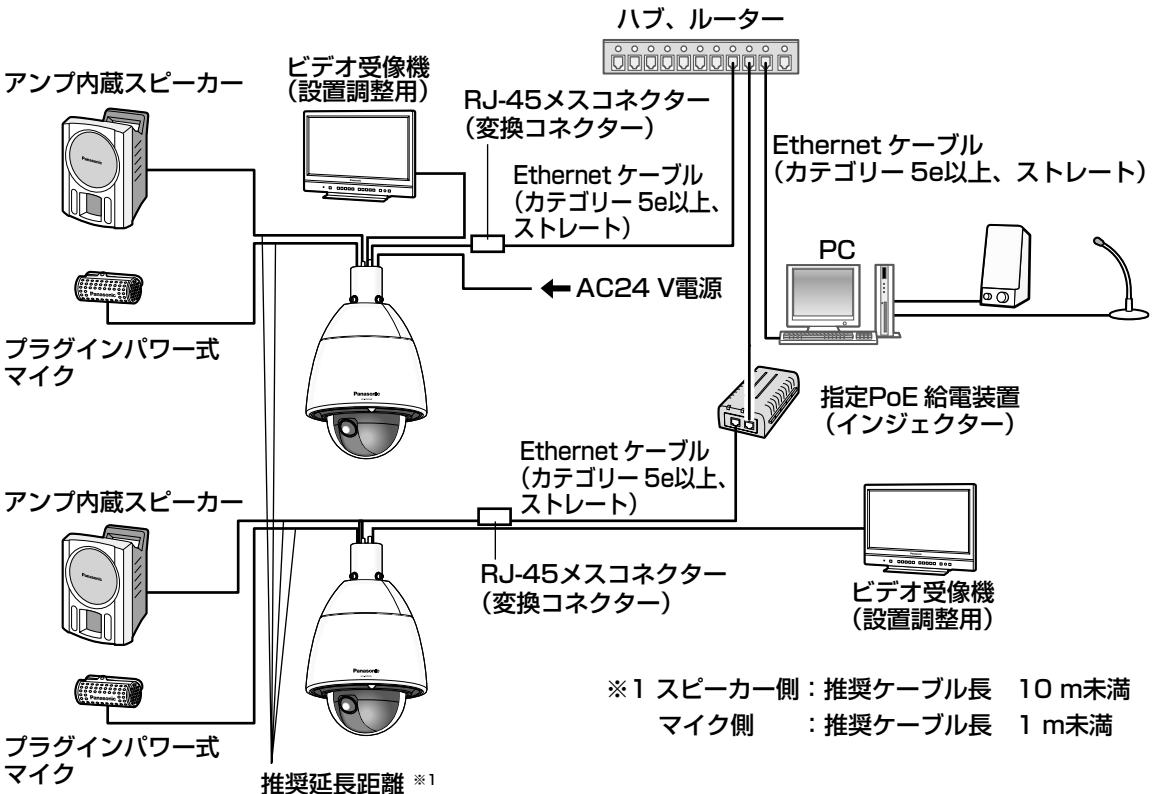 ハブ、ルーター
アンプ内蔵スピーカー
ビデオ受像機
（設置調整用）
RJ-45メスコネクター
（変換コネクター）
Ethernet ケーブル
（カテゴリー 5e以上、ストレート）
Ethernet ケーブル
（カテゴリー 5e以上、
ストレート）
PC
AC24 V電源
Panasonic
Panasonic
プラグインパワー式
マイク
Panasonic
指定PoE 給電装置
（インジェクター）
Ethernet ケーブル
（カテゴリー 5e以上、
ストレート）
アンプ内蔵スピーカー
Panasonic
RJ-45メスコネクター
（変換コネクター）
ビデオ受像機
（設置調整用）
Panasonic
Panasonic
プラグインパワー式
マイク
※1 スピーカー側：推奨ケーブル長 10 m未満
マイク側 ：推奨ケーブル長 1 m未満
推奨延長距離 ※1